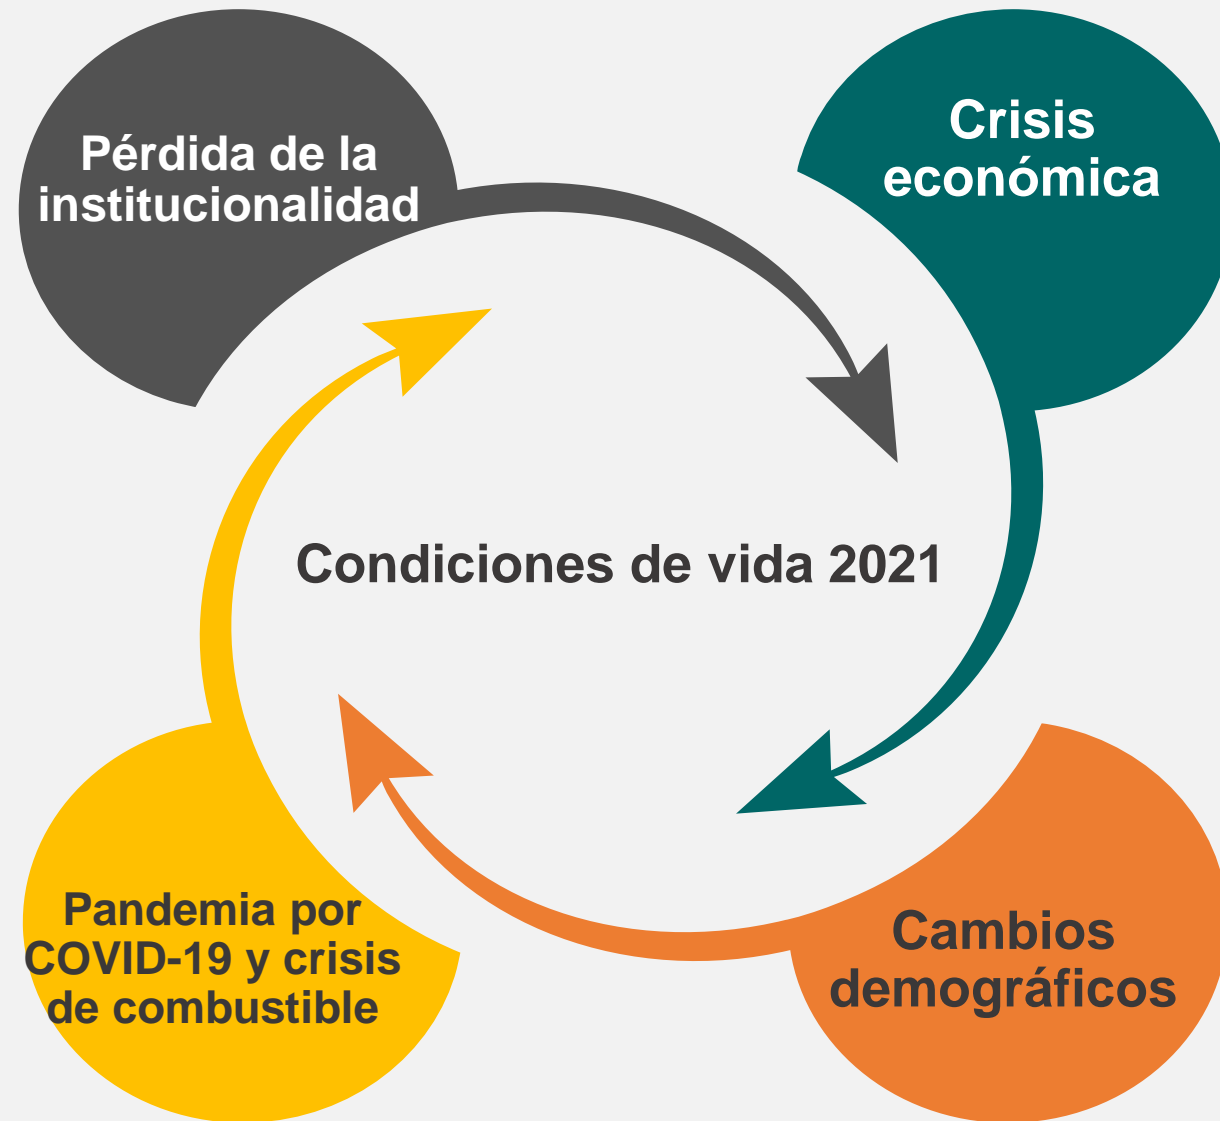 Pérdida de la
institucionalidad
Crisis
económica
Condiciones de vida 2021
Pandemia por
COVID-19 y crisis
de combustible
Cambios
demográficos